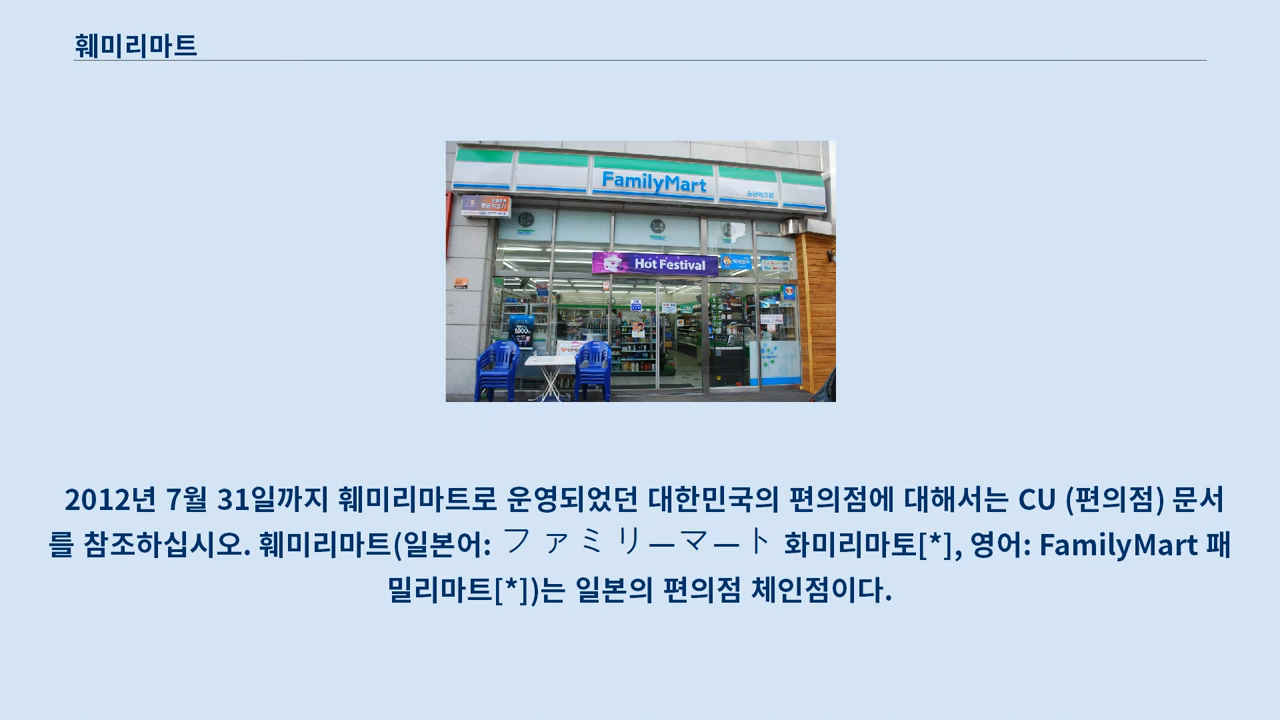 훼미리마트
FamilyMart
Hot Festival
2012년 7월 31일까지 훼미리마트로 운영되었던 대한민국의 편의점에 대해서는 CU (편의점) 문서
를 참조하십시오. 훼미리마트(일본어: ファミリーマート 화미리마토[*], 영어: FamilyMart 패
밀리마트[*])는 일본의 편의점 체인점이다.